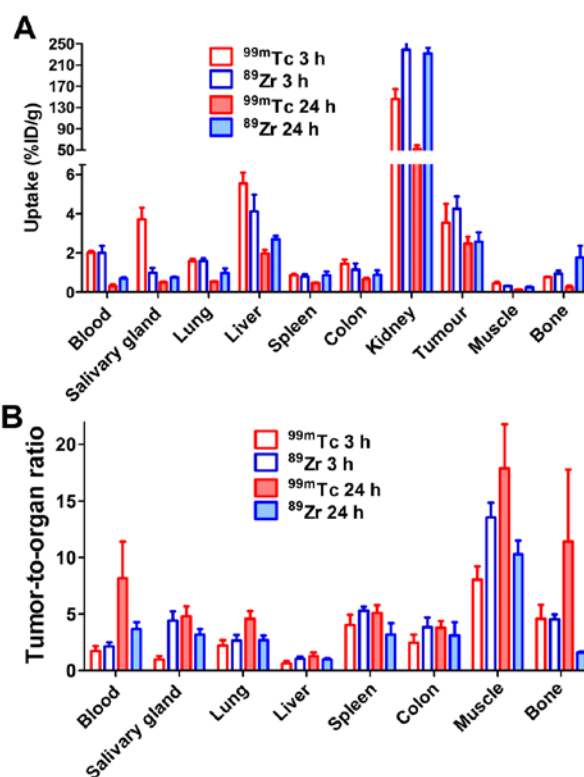 A
99mTc 3 h
89Zr 3 h
99mTc 24 h
89Zr 24 h
Uptake (%ID/g)
250
210
170
130
90
50
6
4
2
0
Blood
Salivary gland
Lung
Liver
Spleen
Colon
Kidney
Tumour
Muscle
Bone
B
99mTc 3 h
89Zr 3 h
99mTc 24 h
89Zr 24 h
Tumor-to-organ ratio
20
15
10
5
0
Blood
Salivary gland
Lung
Liver
Spleen
Colon
Muscle
Bone